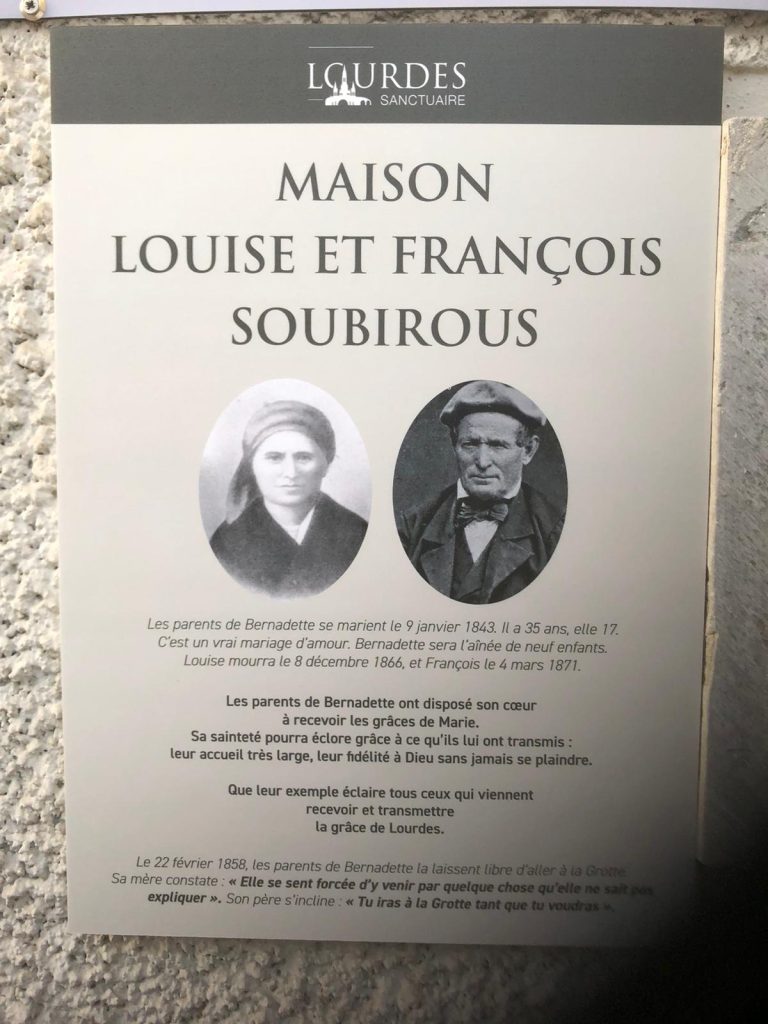 LOURDES
SANCTUAIRE
MAISON
LOUISE ET FRANÇOIS
SOUBIROUS
Les parents de Bernadette se marient le 9 janvier 1843. Il a 35 ans, elle 17.
C'est un vrai mariage d'amour. Bernadette sera l'aînée de neuf enfants.
Louise mourra le 8 décembre 1866, et François le 4 mars 1871.
Les parents de Bernadette ont disposé son cœur
à recevoir les grâces de Marie.
Sa sainteté pourra éclore grâce à ce qu'ils lui ont transmis :
leur accueil très large, leur fidélité à Dieu sans jamais se plaindre.
Que leur exemple éclaire tous ceux qui viennent
recevoir et transmettre
la grâce de Lourdes.
Le 22 février 1858, les parents de Bernadette la laissent libre d'aller à la Grotte.
Sa mère constate : « Elle se sent forcée d'y venir par quelque chose qu'elle ne sait pas
expliquer ». Son père s'incline : « Tu iras à la Grotte tant que tu voudras ».